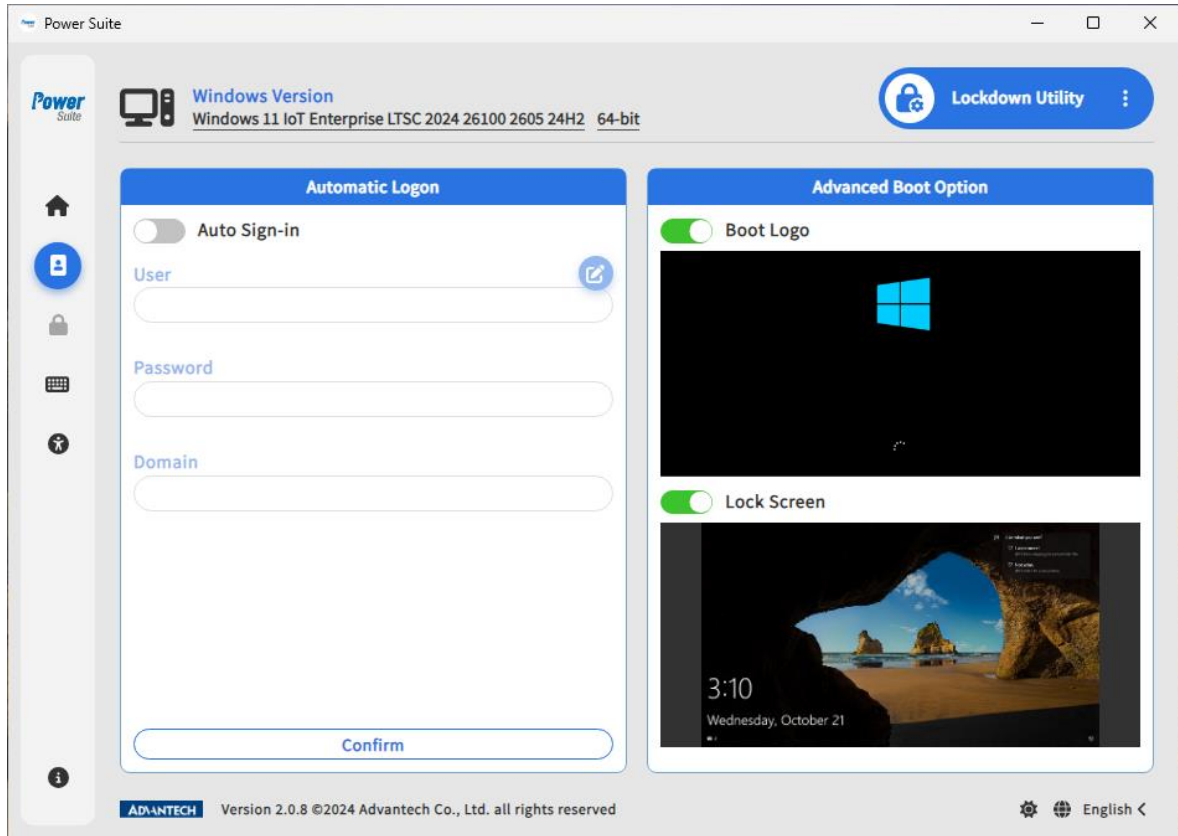 Power Suite
Power
Suite
Windows Version
Windows 11 IoT Enterprise LTSC 2024 26100 2605 24H2 64-bit
Lockdown Utility
Automatic Logon
Auto Sign-in
User
Password
Domain
Confirm
Advanced Boot Option
Boot Logo
Lock Screen
3:10
Wednesday, October 21
ADVANTECH Version 2.0.8 ©2024 Advantech Co., Ltd. all rights reserved
English